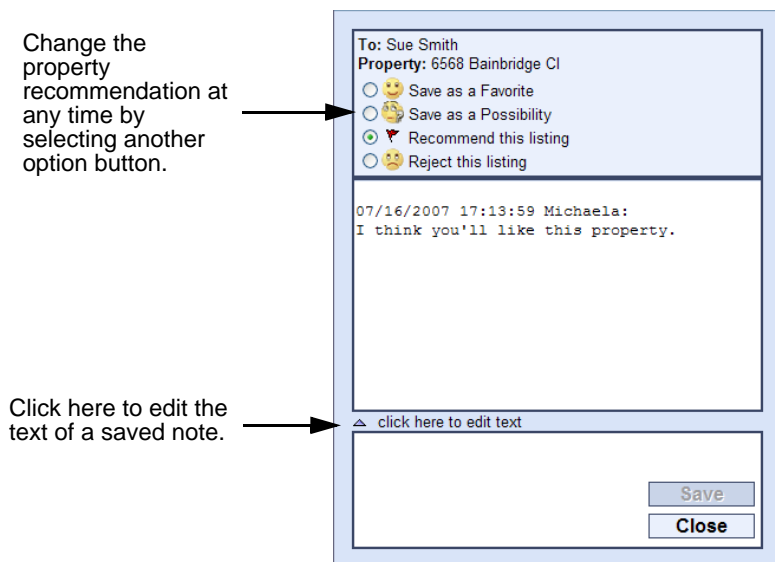 Change the
property
recommendation at
any time by
selecting another
option button.
To: Sue Smith
Property: 6568 Bainbridge Cl
Save as a Favorite
Save as a Possibility
Recommend this listing
Reject this listing
07/16/2007 17:13:59 Michaela:
I think you'll like this property.
Click here to edit the
text of a saved note.
click here to edit text
Save
Close